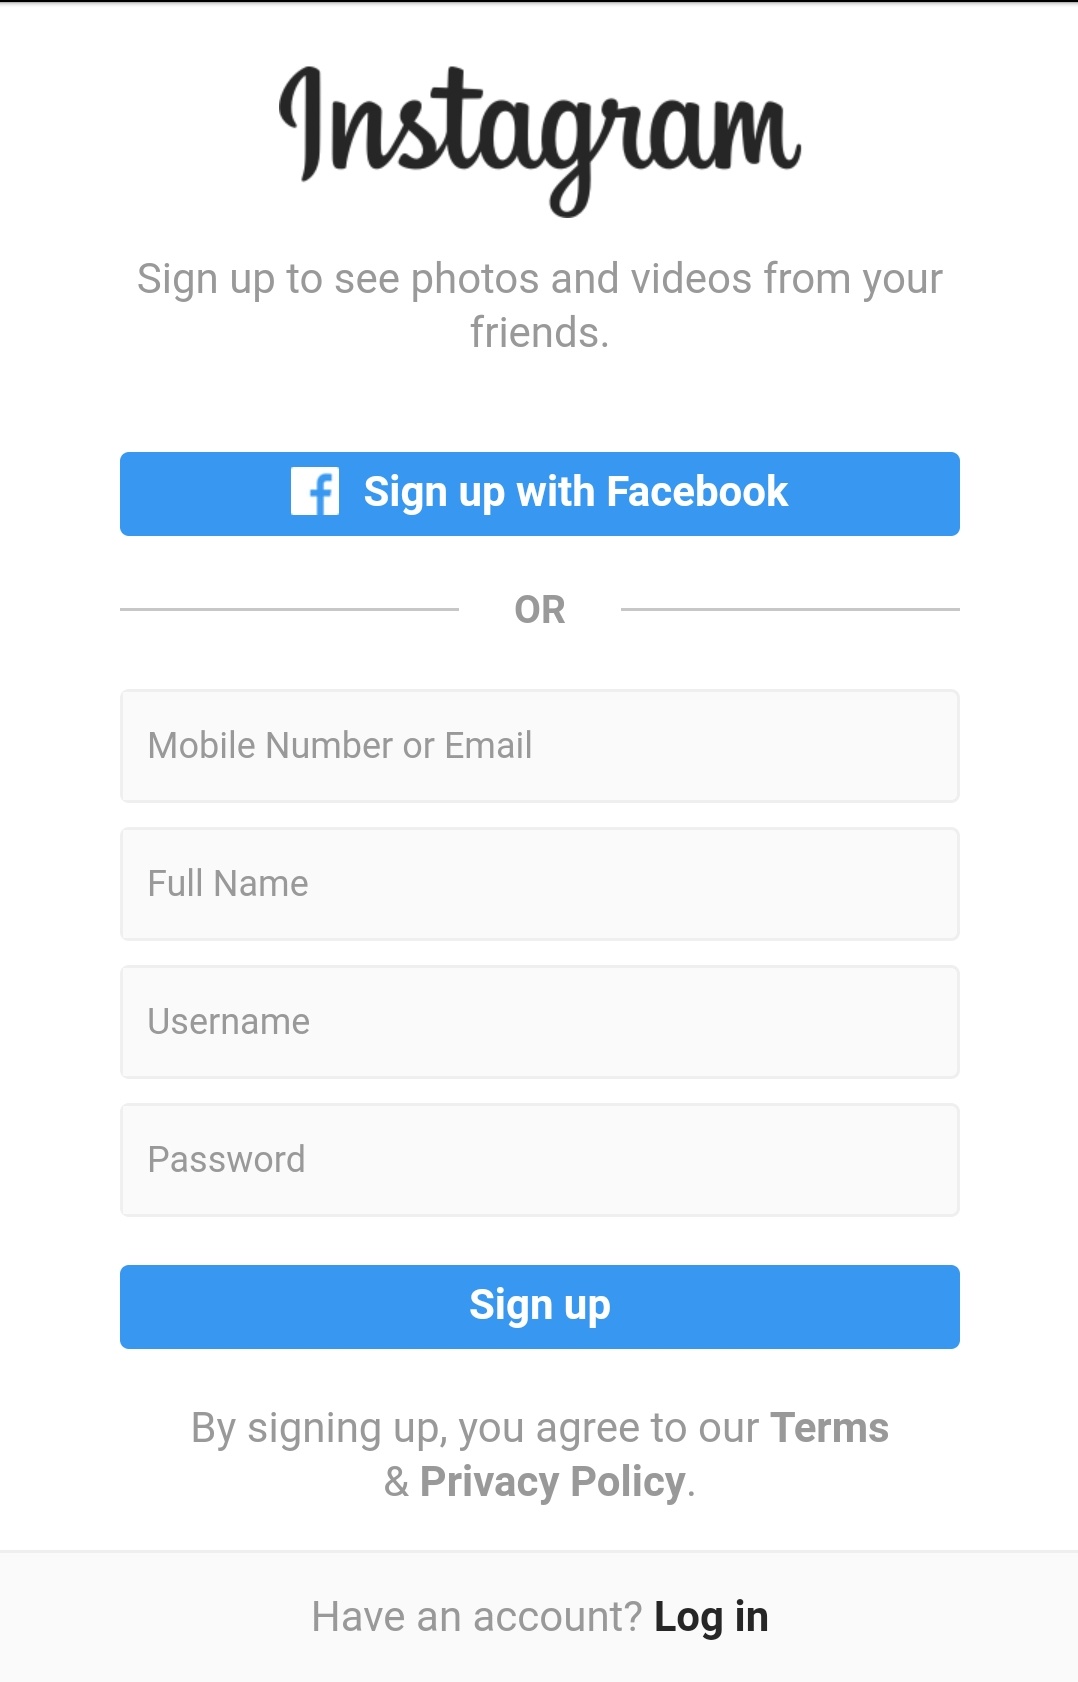 Instagram
Sign up to see photos and videos from your
friends.
Sign up with Facebook
OR
Mobile Number or Email
Full Name
Username
Password
Sign up
By signing up, you agree to our Terms
& Privacy Policy.
Have an account? Log in